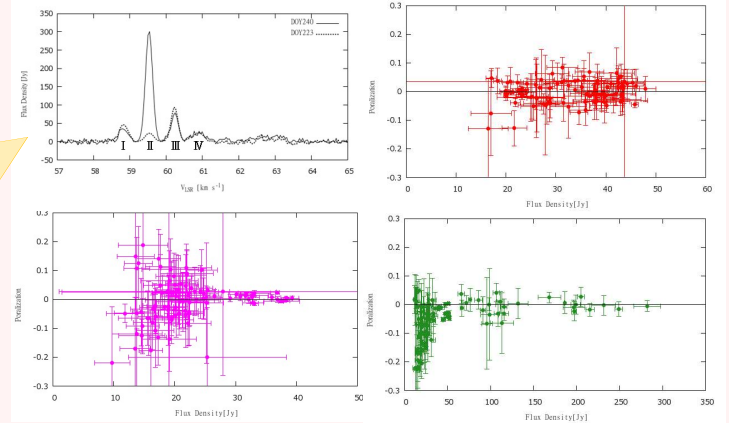 350
300
250
200
150
100
50
0
-50
Flux Density[Jy]
DOY240
DOY223
I II III IV
57 58 59 60 61 62 63 64 65
V_LSR [km s^-1]
0.3
0.2
0.1
0
-0.1
-0.2
-0.3
Poralization
0 10 20 30 40 50 60
Flux Density[Jy]
0.3
0.2
0.1
0
-0.1
-0.2
-0.3
Poralization
0 10 20 30 40 50
Flux Density[Jy]
0.3
0.2
0.1
0
-0.1
-0.2
-0.3
Poralization
0 50 100 150 200 250 300 350
Flux Density[Jy]